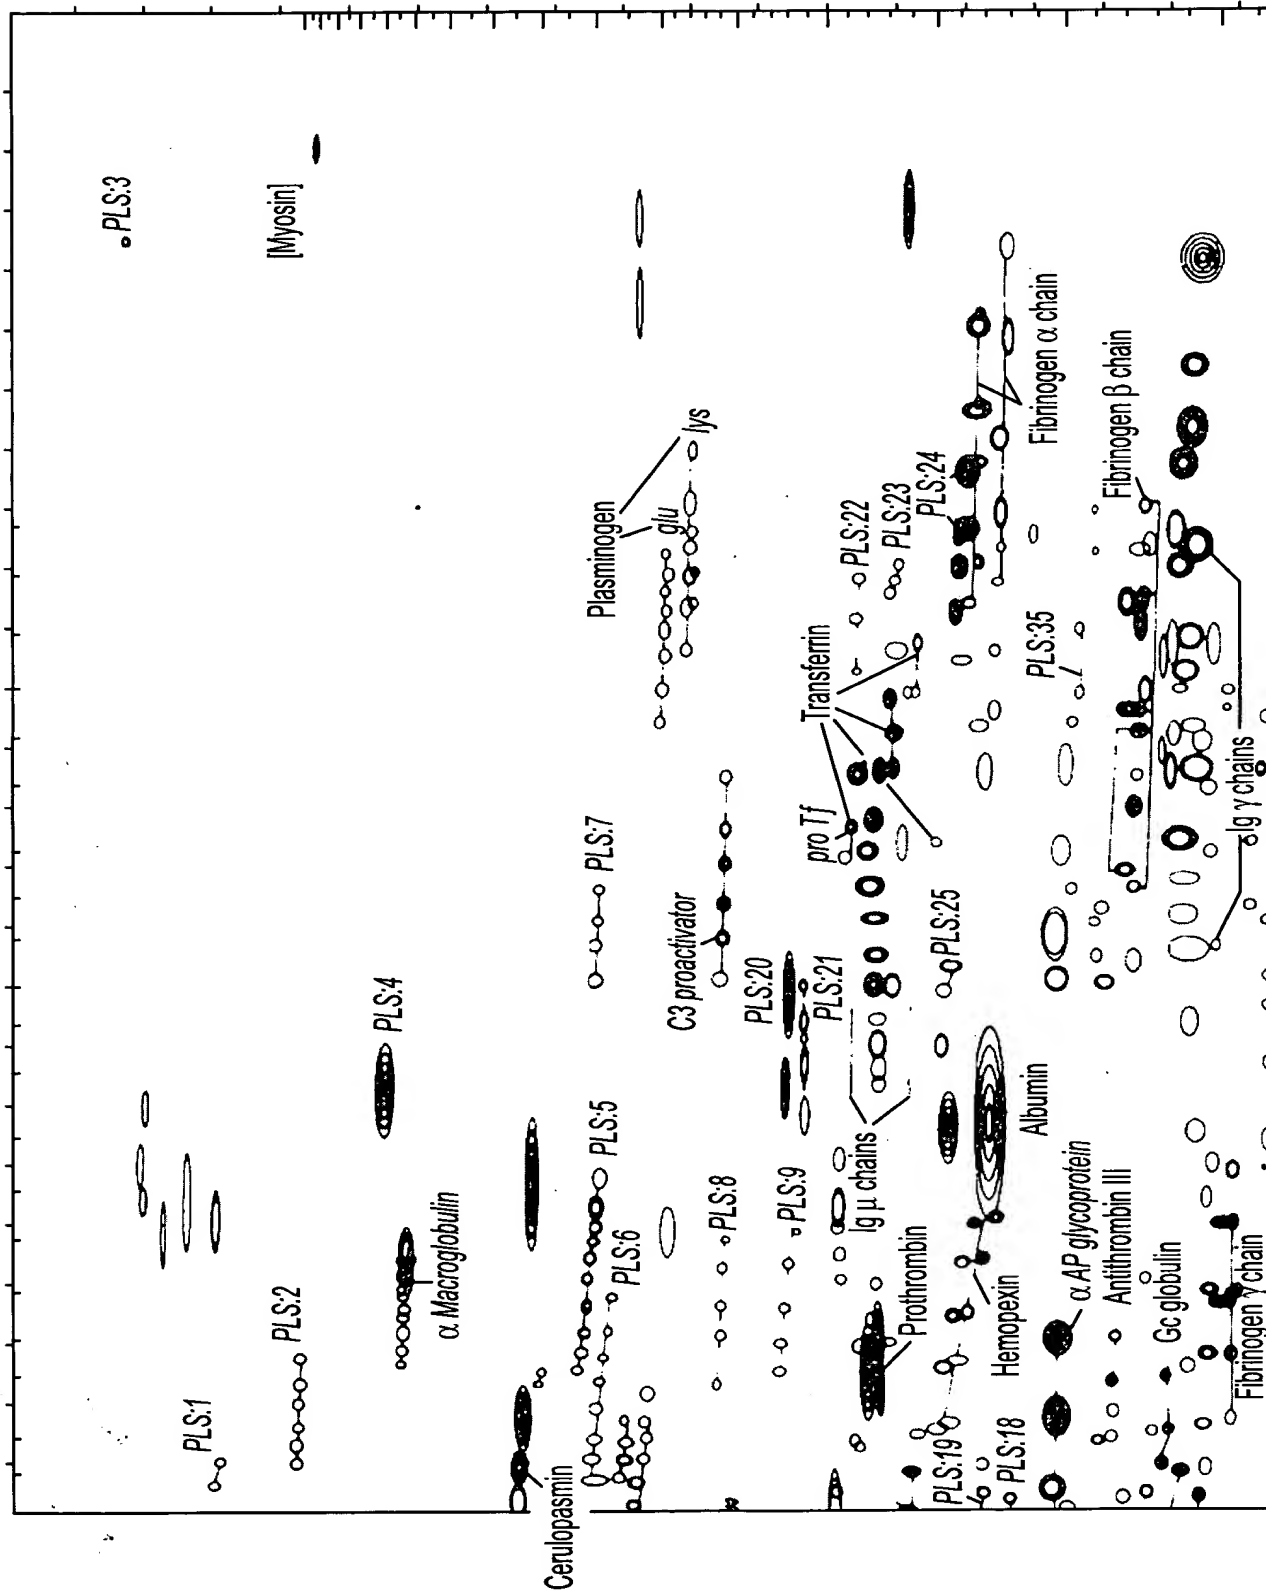 PLS:3
[Myosin]
PLS:1
PLS:2
PLS:4
α Macroglobulin
Cerulopasmin
PLS:5
PLS:6
PLS:7
Plasminogen
glu
lys
C3 proactivator
PLS:8
PLS:9
PLS:20
PLS:21
Ig μ chains
Prothrombin
pro Tf
Transferrin
PLS:22
PLS:23
PLS:24
PLS:25
Fibrinogen α chain
PLS:19
PLS:18
Hemopexin
Albumin
α AP glycoprotein
Antithrombin III
Gc globulin
PLS:35
Fibrinogen β chain
Fibrinogen γ chain
Ig γ chains